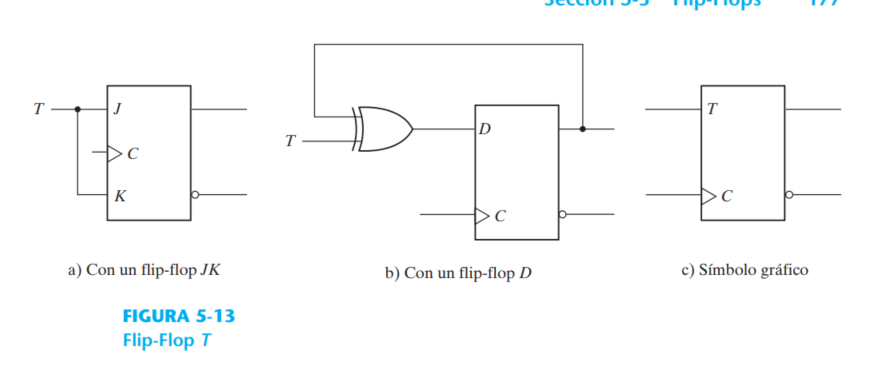 Sección 5-5 Flip-Flops 177
T
J
C
K
T
D
C
T
C
a) Con un flip-flop JK
b) Con un flip-flop D
c) Símbolo gráfico
FIGURA 5-13
Flip-Flop T